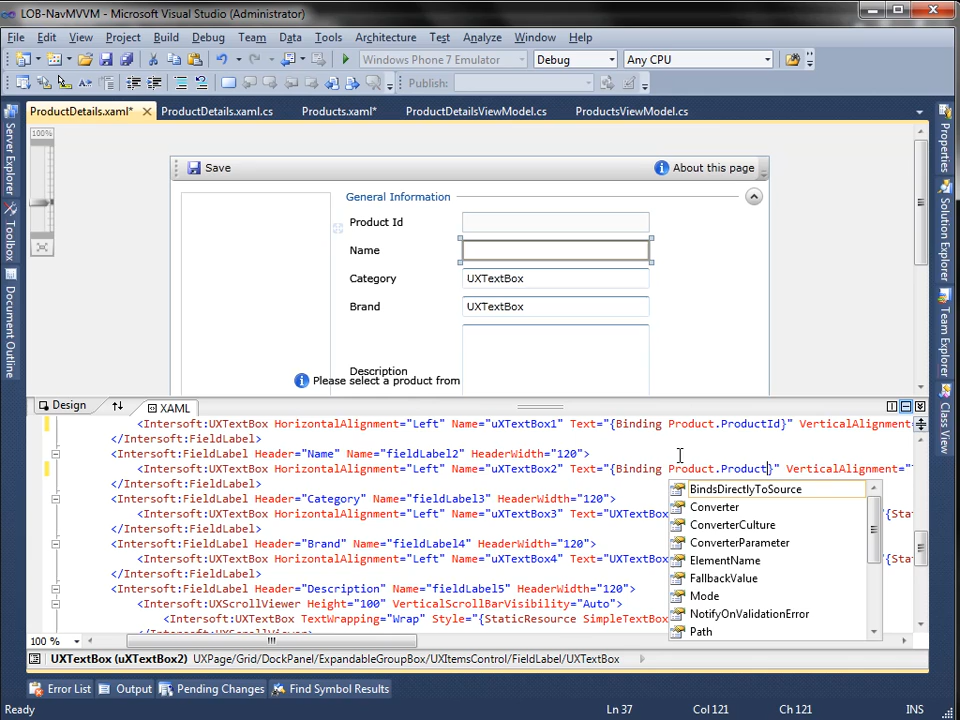 LOB-NavMVVM - Microsoft Visual Studio (Administrator)
File Edit View Project Build Debug Team Data Tools Architecture Test Analyze Window Help
Windows Phone 7 Emulator Debug Any CPU
Publish:
ProductDetails.xaml* ProductDetails.xaml.cs Products.xaml* ProductDetailsViewModel.cs ProductsViewModel.cs
Server Explorer
Toolbox
Document Outline
Properties
Solution Explorer
Team Explorer
Class View
100%
Save About this page
General Information
Product Id
Name
Category UXTextBox
Brand UXTextBox
Description
Please select a product from
Design XAML
<Intersoft:UXTextBox HorizontalAlignment="Left" Name="uXTextBox1" Text="{Binding Product.ProductId}" VerticalAlignment=
</Intersoft:FieldLabel>
<Intersoft:FieldLabel Header="Name" Name="fieldLabel2" HeaderWidth="120">
<Intersoft:UXTextBox HorizontalAlignment="Left" Name="uXTextBox2" Text="{Binding Product.Product}" VerticalAlignment="
</Intersoft:FieldLabel>
<Intersoft:FieldLabel Header="Category" Name="fieldLabel3" HeaderWidth="120">
<Intersoft:UXTextBox HorizontalAlignment="Left" Name="uXTextBox3" Text="UXTextBox {Stat
</Intersoft:FieldLabel>
<Intersoft:FieldLabel Header="Brand" Name="fieldLabel4" HeaderWidth="120">
<Intersoft:UXTextBox HorizontalAlignment="Left" Name="uXTextBox4" Text="UXTextBox {Stat
</Intersoft:FieldLabel>
<Intersoft:FieldLabel Header="Description" Name="fieldLabel5" HeaderWidth="120">
<Intersoft:UXScrollViewer Height="100" VerticalScrollBarVisibility="Auto">
<Intersoft:UXTextBox TextWrapping="Wrap" Style="{StaticResource SimpleTextBo
</Intersoft:UXScrollViewer>
BindsDirectlyToSource
Converter
ConverterCulture
ConverterParameter
ElementName
FallbackValue
Mode
NotifyOnValidationError
Path
100 %
UXTextBox (uXTextBox2) UXPage/Grid/DockPanel/ExpandableGroupBox/UXItemsControl/FieldLabel/UXTextBox
Error List Output Pending Changes Find Symbol Results
Ready Ln 37 Col 121 Ch 121 INS